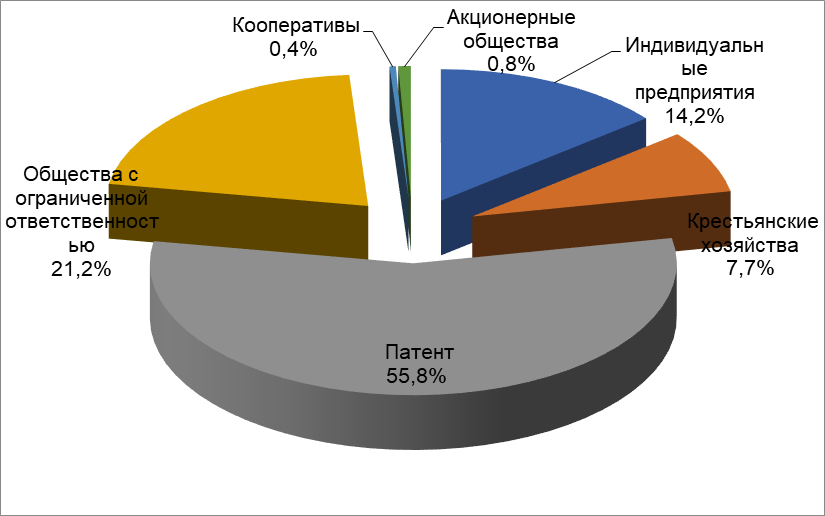 Кооперативы
0,4%
Акционерные
общества
0,8%
Индивидуальн
ые
предприятия
14,2%
Общества с
ограниченной
ответственност
ью
21,2%
Крестьянские
хозяйства
7,7%
Патент
55,8%